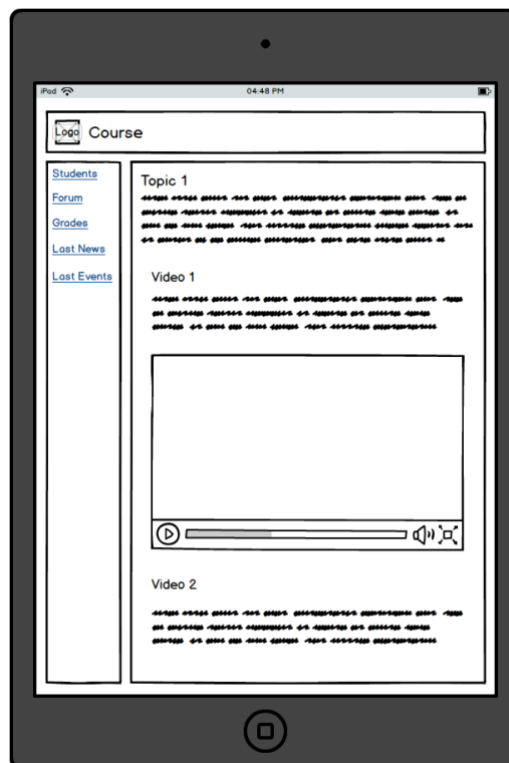 iPod 04:48 PM
Logo Course
Students
Forum
Grades
Last News
Last Events
Topic 1
Video 1
Video 2